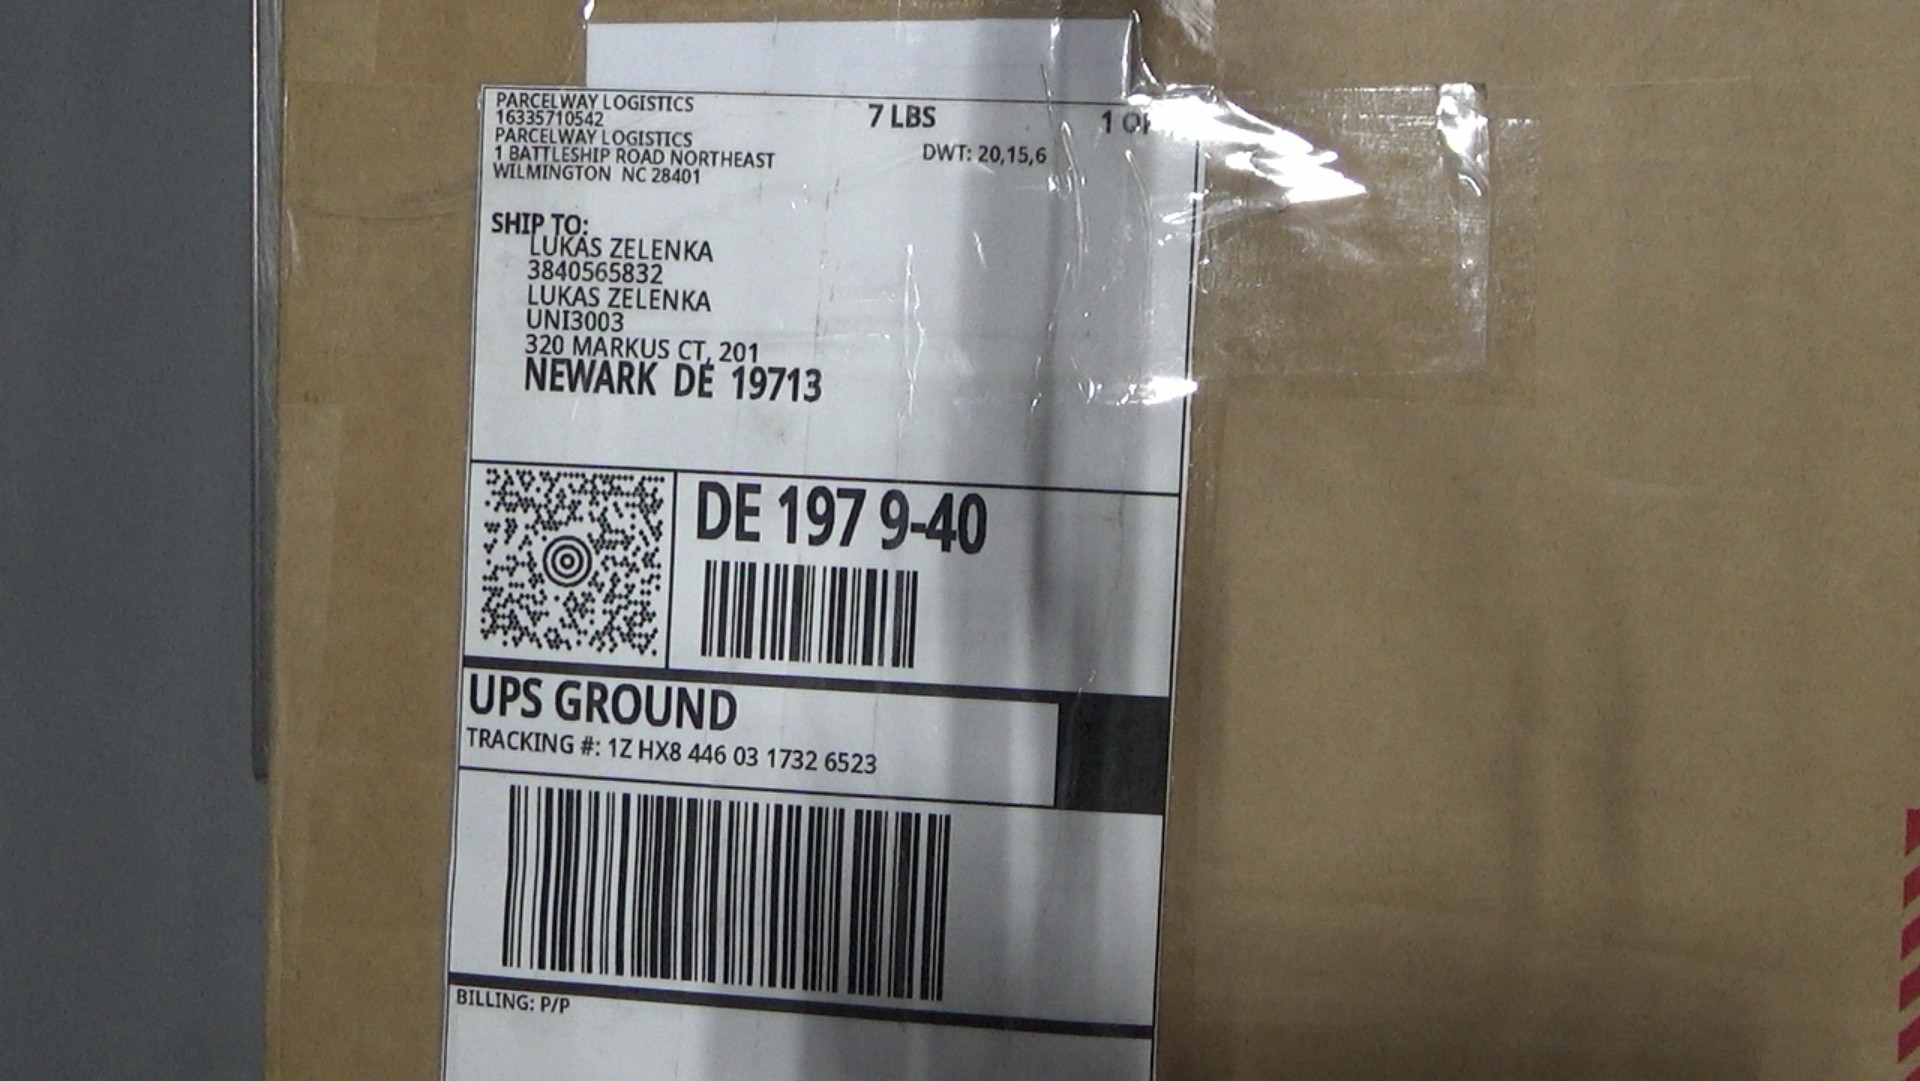 PARCELWAY LOGISTICS
16335710542
PARCELWAY LOGISTICS
1 BATTLESHIP ROAD NORTHEAST
WILMINGTON NC 28401
7 LBS
1
DWT: 20,15,6
SHIP TO:
LUKAS ZELENKA
3840565832
LUKAS ZELENKA
UNI3003
320 MARKUS CT, 201
NEWARK DE 19713
DE 197 9-40
UPS GROUND
TRACKING #: 1Z HX8 446 03 1732 6523
BILLING: P/P